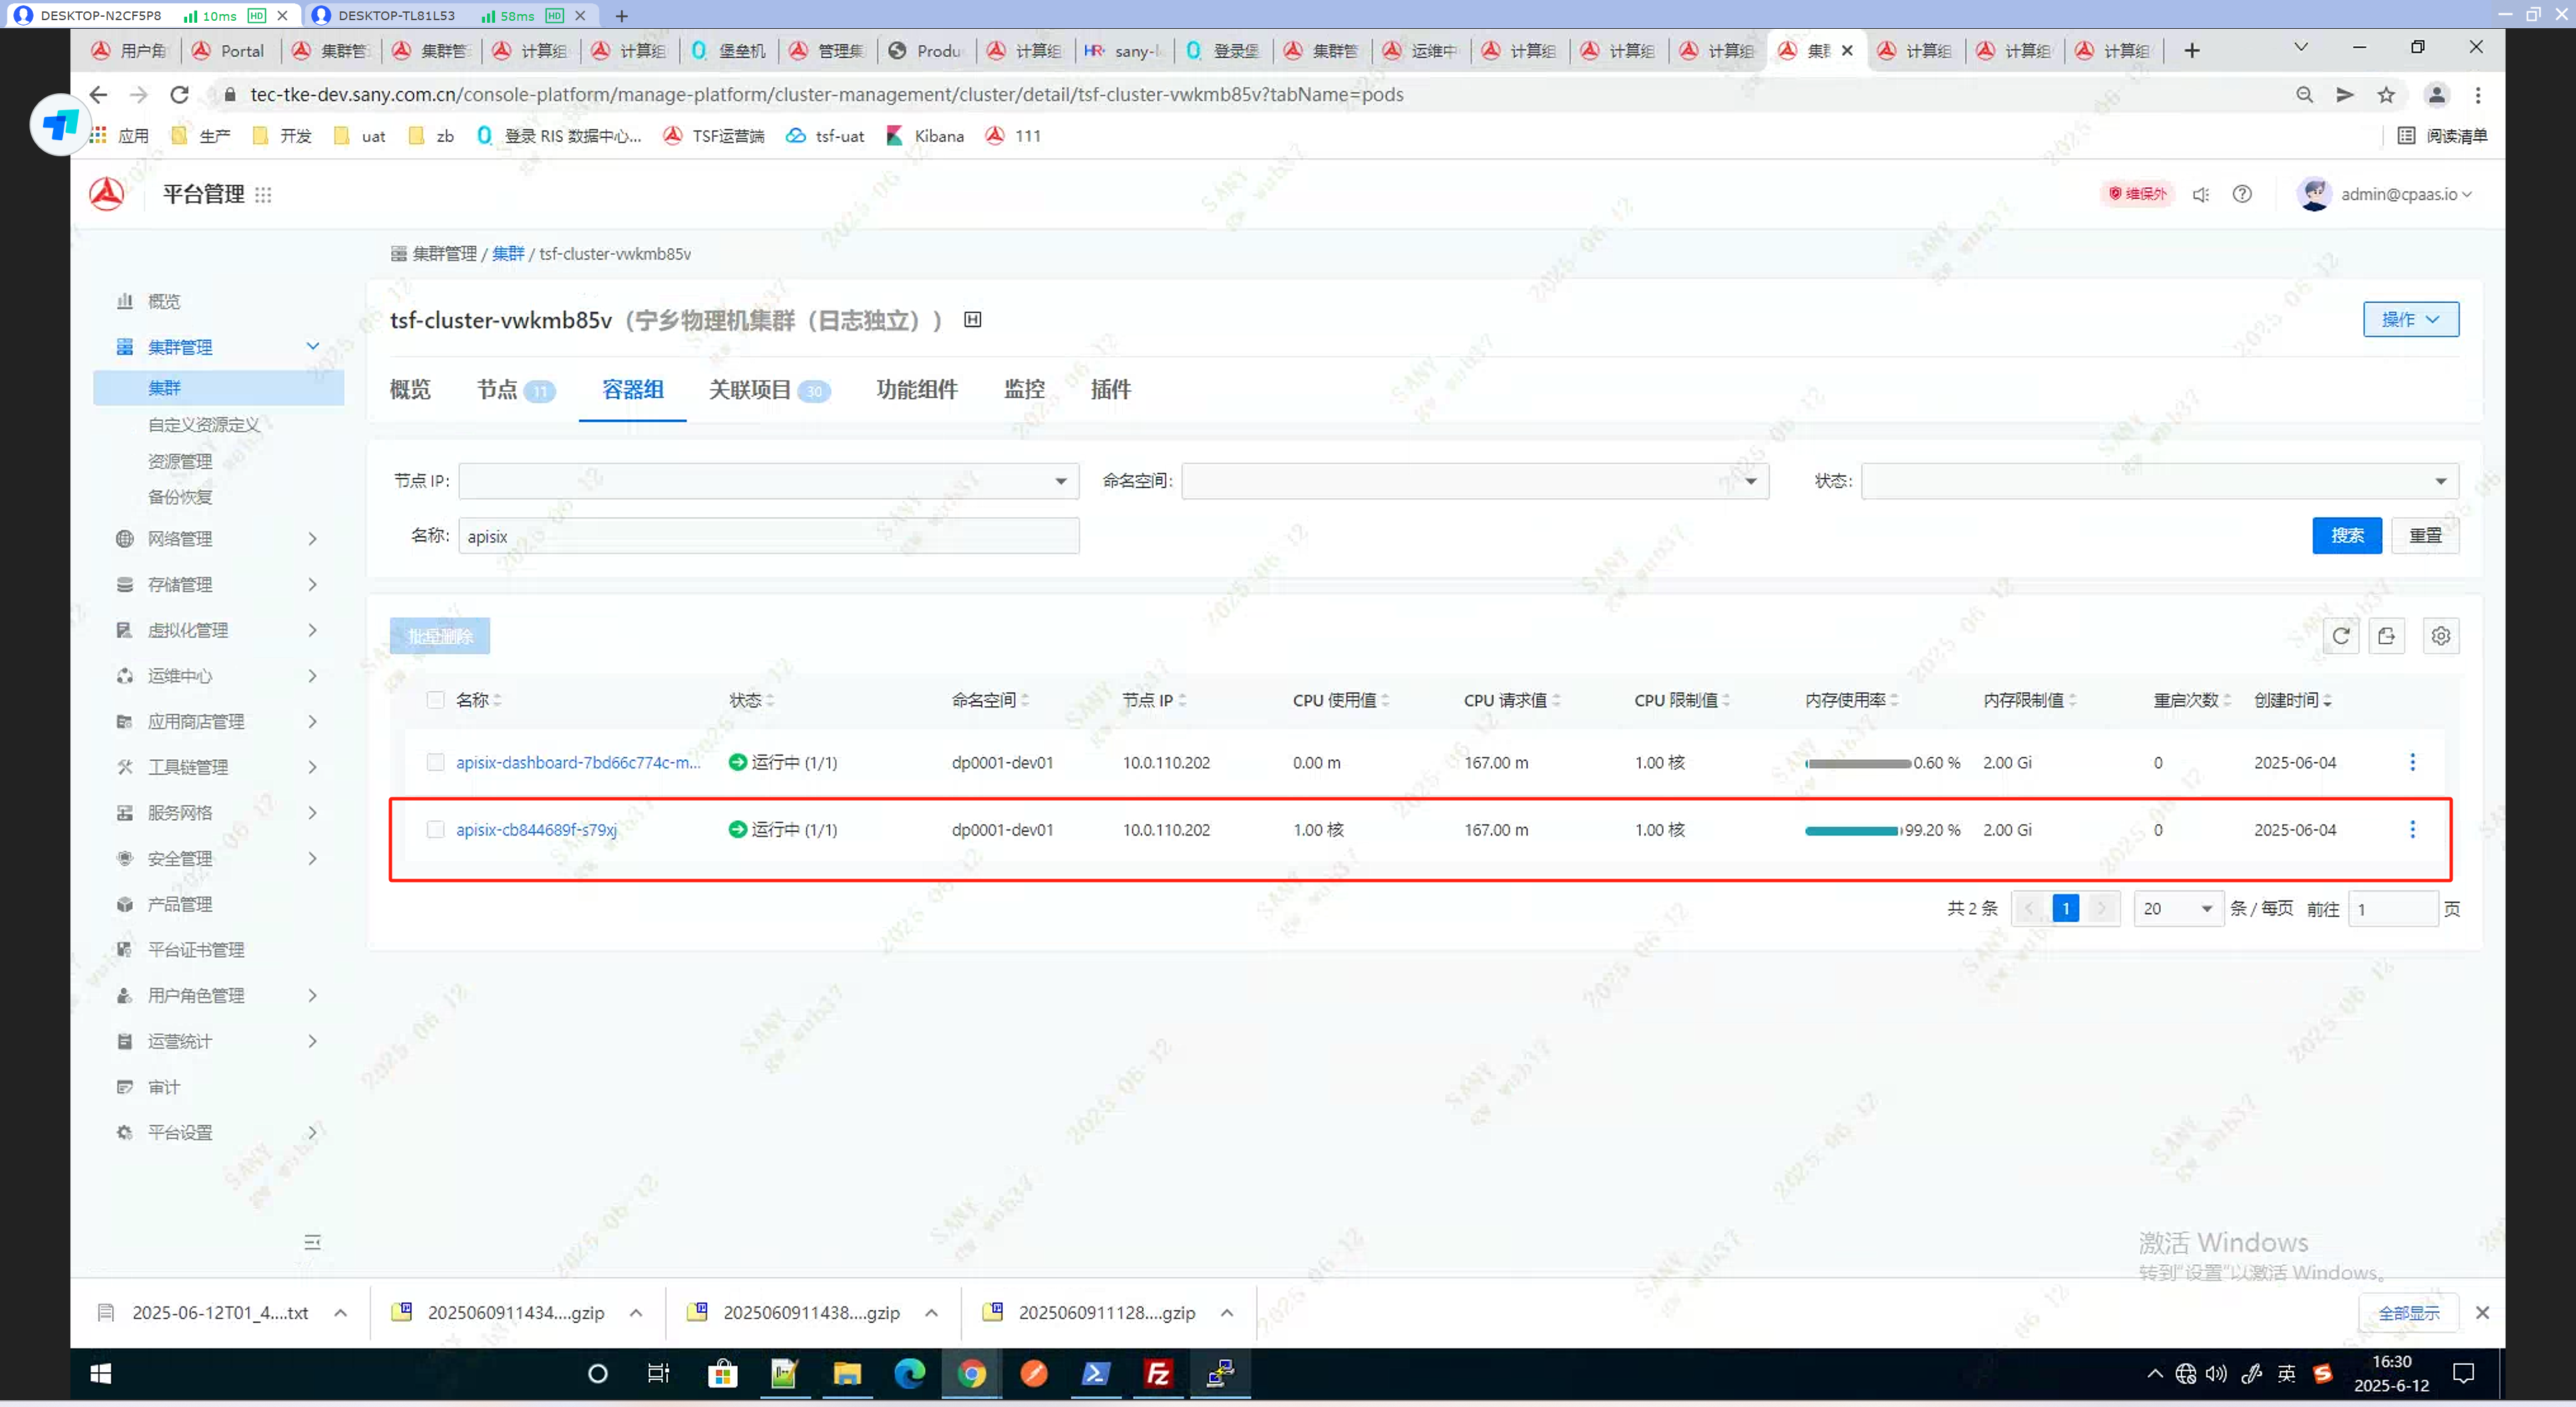 DESKTOP-N2CF5P8 10ms HD DESKTOP-TL81L53 58ms HD
用户角 Portal 集群管 集群管 计算组 计算组 堡垒机 管理集 Produ 计算组 HR+ sany-l 登录堡 集群管 运维中 计算组 计算组 计算组 集群 计算组 计算组 计算组
tec-tke-dev.sany.com.cn/console-platform/manage-platform/cluster-management/cluster/detail/tsf-cluster-vwkmb85v?tabName=pods
应用 生产 开发 uat zb 登录 RIS 数据中心... TSF运营端 tsf-uat Kibana 111 阅读清单
平台管理 维保外 admin@cpaas.io
集群管理 / 集群 / tsf-cluster-vwkmb85v
概览
集群管理
集群
自定义资源定义
资源管理
备份恢复
网络管理
存储管理
虚拟化管理
运维中心
应用商店管理
工具链管理
服务网格
安全管理
产品管理
平台证书管理
用户角色管理
运营统计
审计
平台设置
tsf-cluster-vwkmb85v（宁乡物理机集群（日志独立））
操作
概览 节点 11 容器组 关联项目 30 功能组件 监控 插件
节点 IP: 命名空间: 状态:
名称: apisix 搜索 重置
批量删除
名称 状态 命名空间 节点 IP CPU 使用值 CPU 请求值 CPU 限制值 内存使用率 内存限制值 重启次数 创建时间
apisix-dashboard-7bd66c774c-m... 运行中 (1/1) dp0001-dev01 10.0.110.202 0.00 m 167.00 m 1.00 核 0.60 % 2.00 Gi 0 2025-06-04
apisix-cb844689f-s79xj 运行中 (1/1) dp0001-dev01 10.0.110.202 1.00 核 167.00 m 1.00 核 99.20 % 2.00 Gi 0 2025-06-04
共 2 条 1 20 条 / 每页 前往 1 页
激活 Windows
转到"设置"以激活 Windows。
2025-06-12T01_4....txt 2025060911434....gzip 2025060911438....gzip 2025060911128....gzip 全部显示
英 16:30
2025-6-12